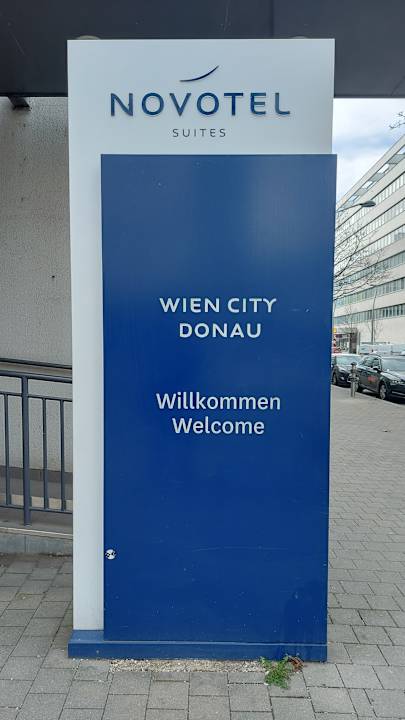 NOVOTEL
SUITES
WIEN CITY
DONAU
Willkommen
Welcome